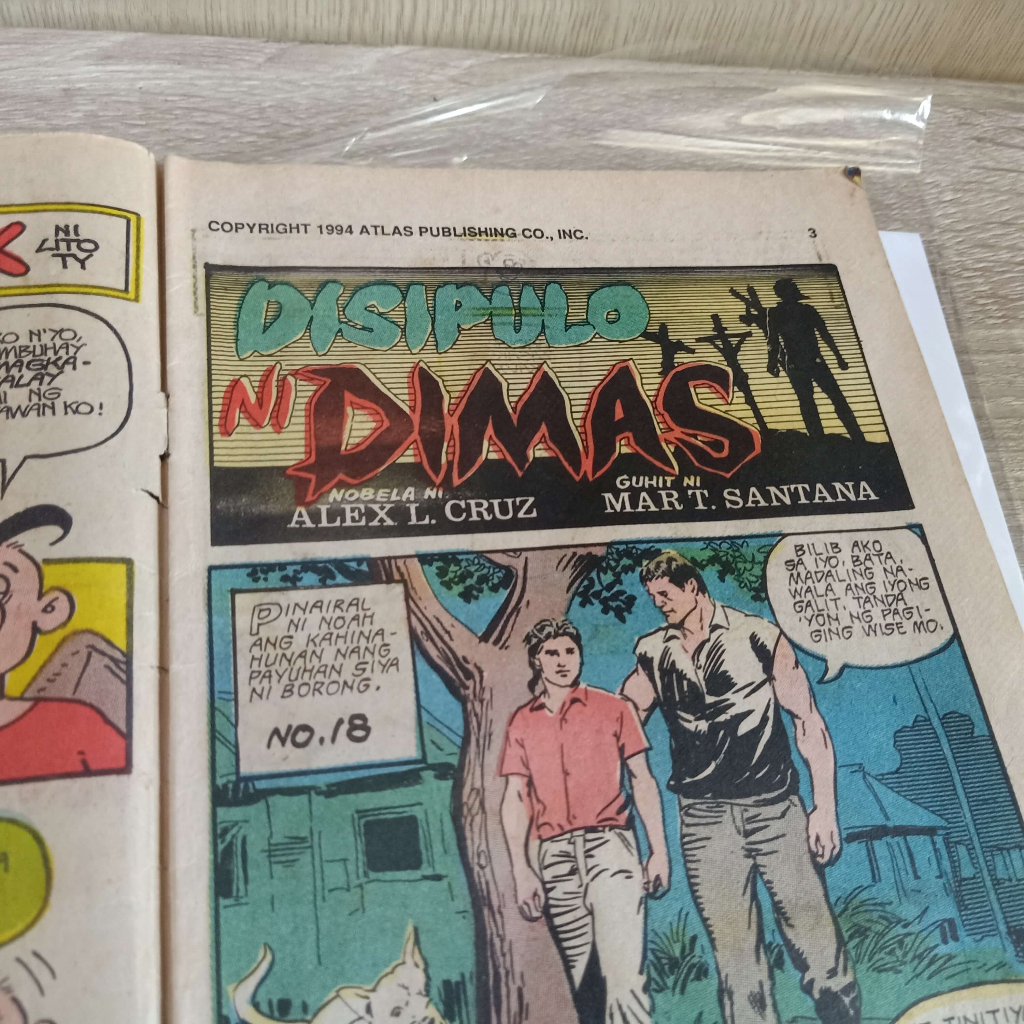 NI
LITO
TY
N'YO,
KO!
COPYRIGHT 1994 ATLAS PUBLISHING CO., INC.
3
DISIPULO
NI DIMAS
NOBELA NI
ALEX L. CRUZ
GUHIT NI
MAR T. SANTANA
PINAIRAL
NI NOAH
ANG KAHINA-
HUNAN NANG
PAYUHAN SIYA
NI BORONG.
NO.18
BILIB AKO
SA IYO, BATA,
MADALING NA-
WALA ANG IYONG
GALIT. TANDA
'YON NG PAGI-
GING WISE MO.